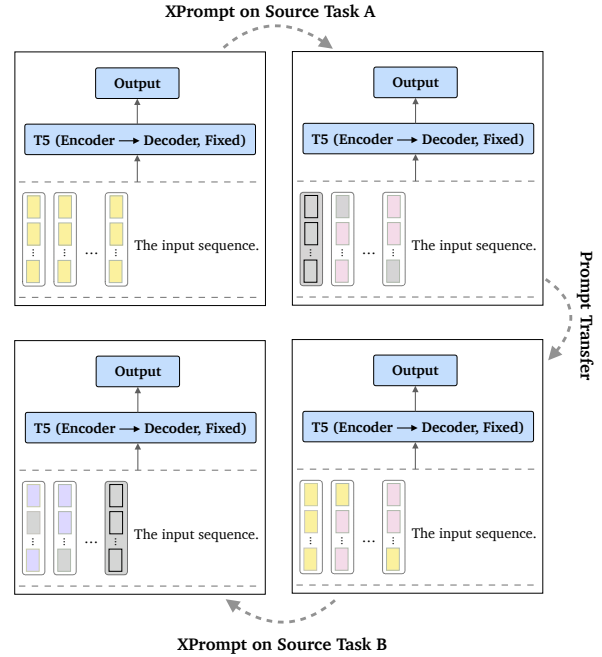 XPrompt on Source Task A
Output
T5 (Encoder → Decoder, Fixed)
... ... ...
...
The input sequence.
Output
T5 (Encoder → Decoder, Fixed)
... ... ...
...
The input sequence.
Prompt Transfer
Output
T5 (Encoder → Decoder, Fixed)
... ... ...
...
The input sequence.
Output
T5 (Encoder → Decoder, Fixed)
... ... ...
...
The input sequence.
XPrompt on Source Task B